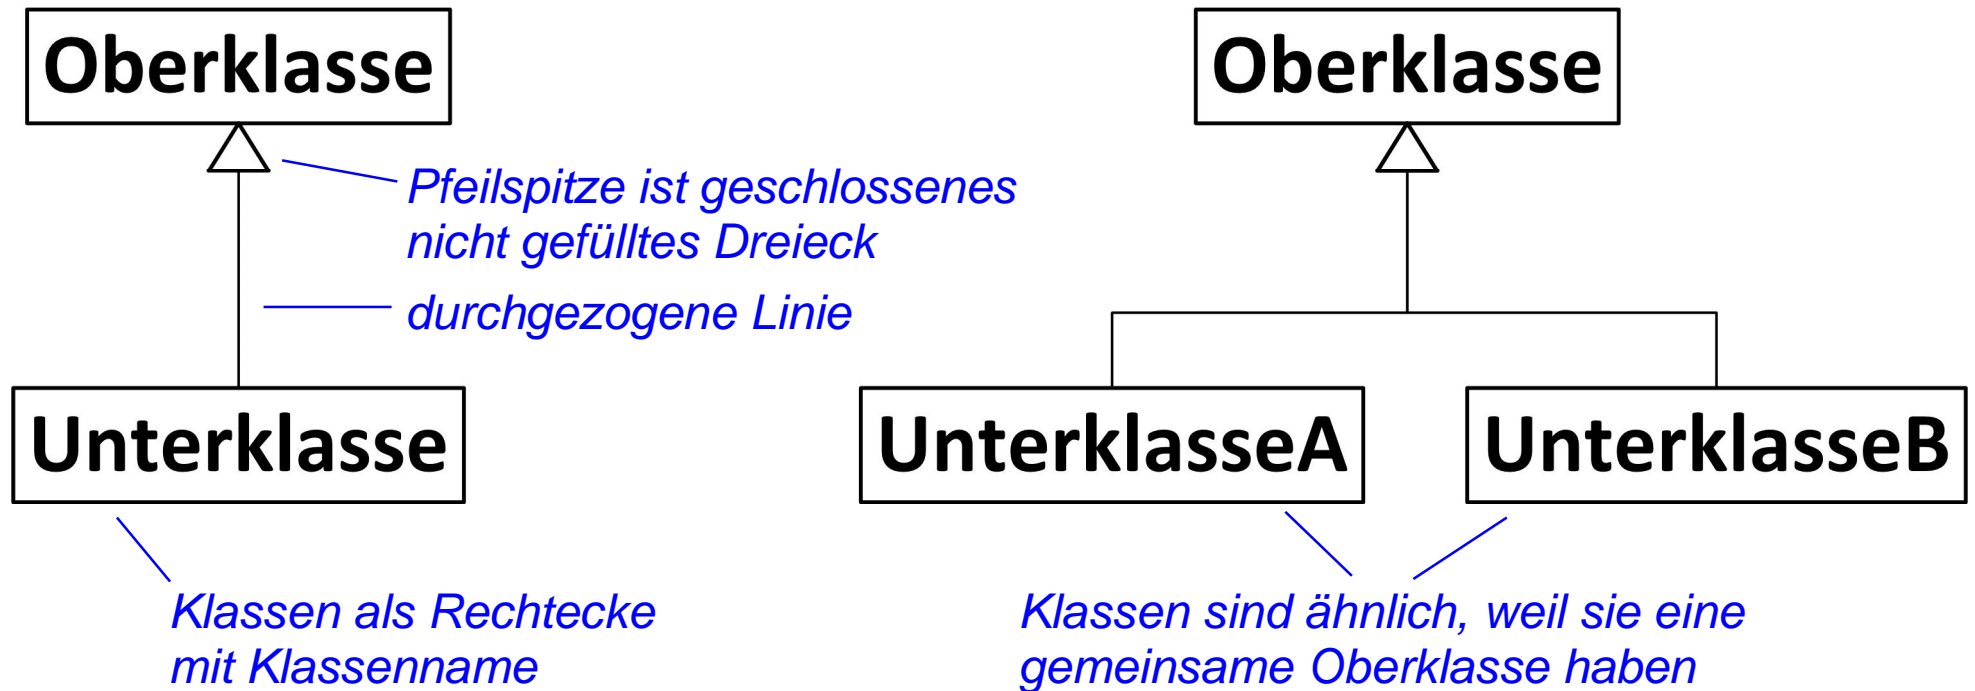 Oberklasse
Pfeilspitze ist geschlossenes
nicht gefülltes Dreieck
durchgezogene Linie
Unterklasse
Klassen als Rechtecke
mit Klassenname
Oberklasse
UnterklasseA
UnterklasseB
Klassen sind ähnlich, weil sie eine
gemeinsame Oberklasse haben